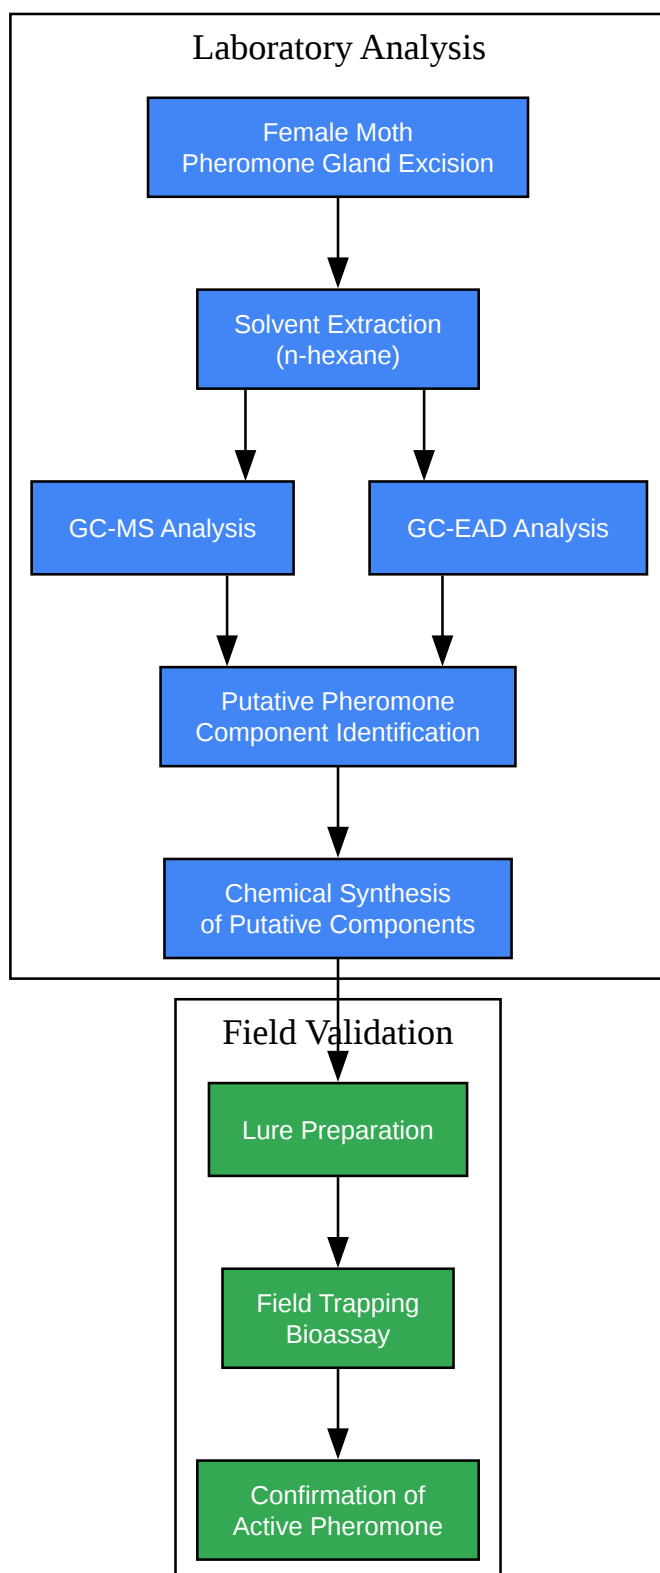 Laboratory Analysis
Female Moth
Pheromone Gland Excision
Solvent Extraction
(n-hexane)
GC-MS Analysis
GC-EAD Analysis
Putative Pheromone
Component Identification
Chemical Synthesis
of Putative Components
Field Validation
Lure Preparation
Field Trapping
Bioassay
Confirmation of
Active Pheromone